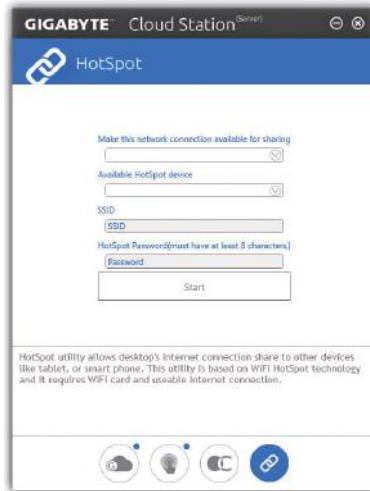 GIGABYTE™ Cloud Station (Server)
HotSpot
Make this network connection available for sharing
Available HotSpot device
SSID
SSID
HotSpot Password(must have at least 8 characters.)
Password
Start
HotSpot utility allows desktop's internet connection share to other devices
like tablet, or smart phone. This utility is based on WiFi HotSpot technology
and it requires WiFi card and useable internet connection.